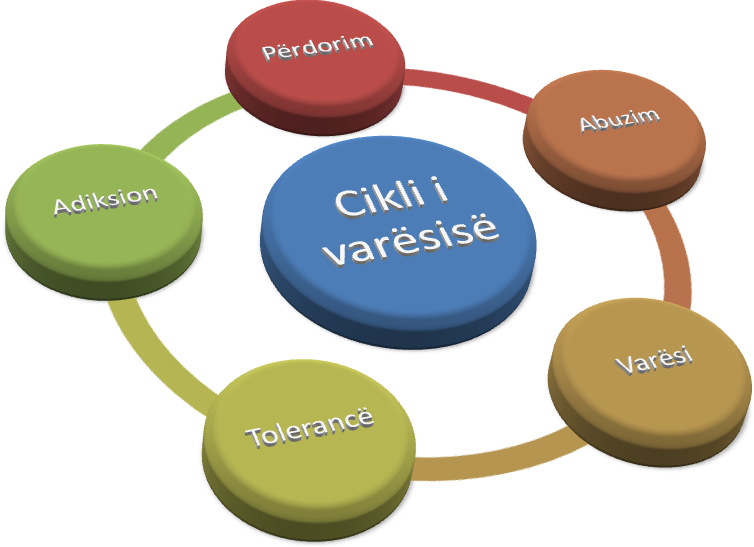 Përdorim
Abuzim
Varësi
Tolerancë
Adiksion
Cikli i
varësisë